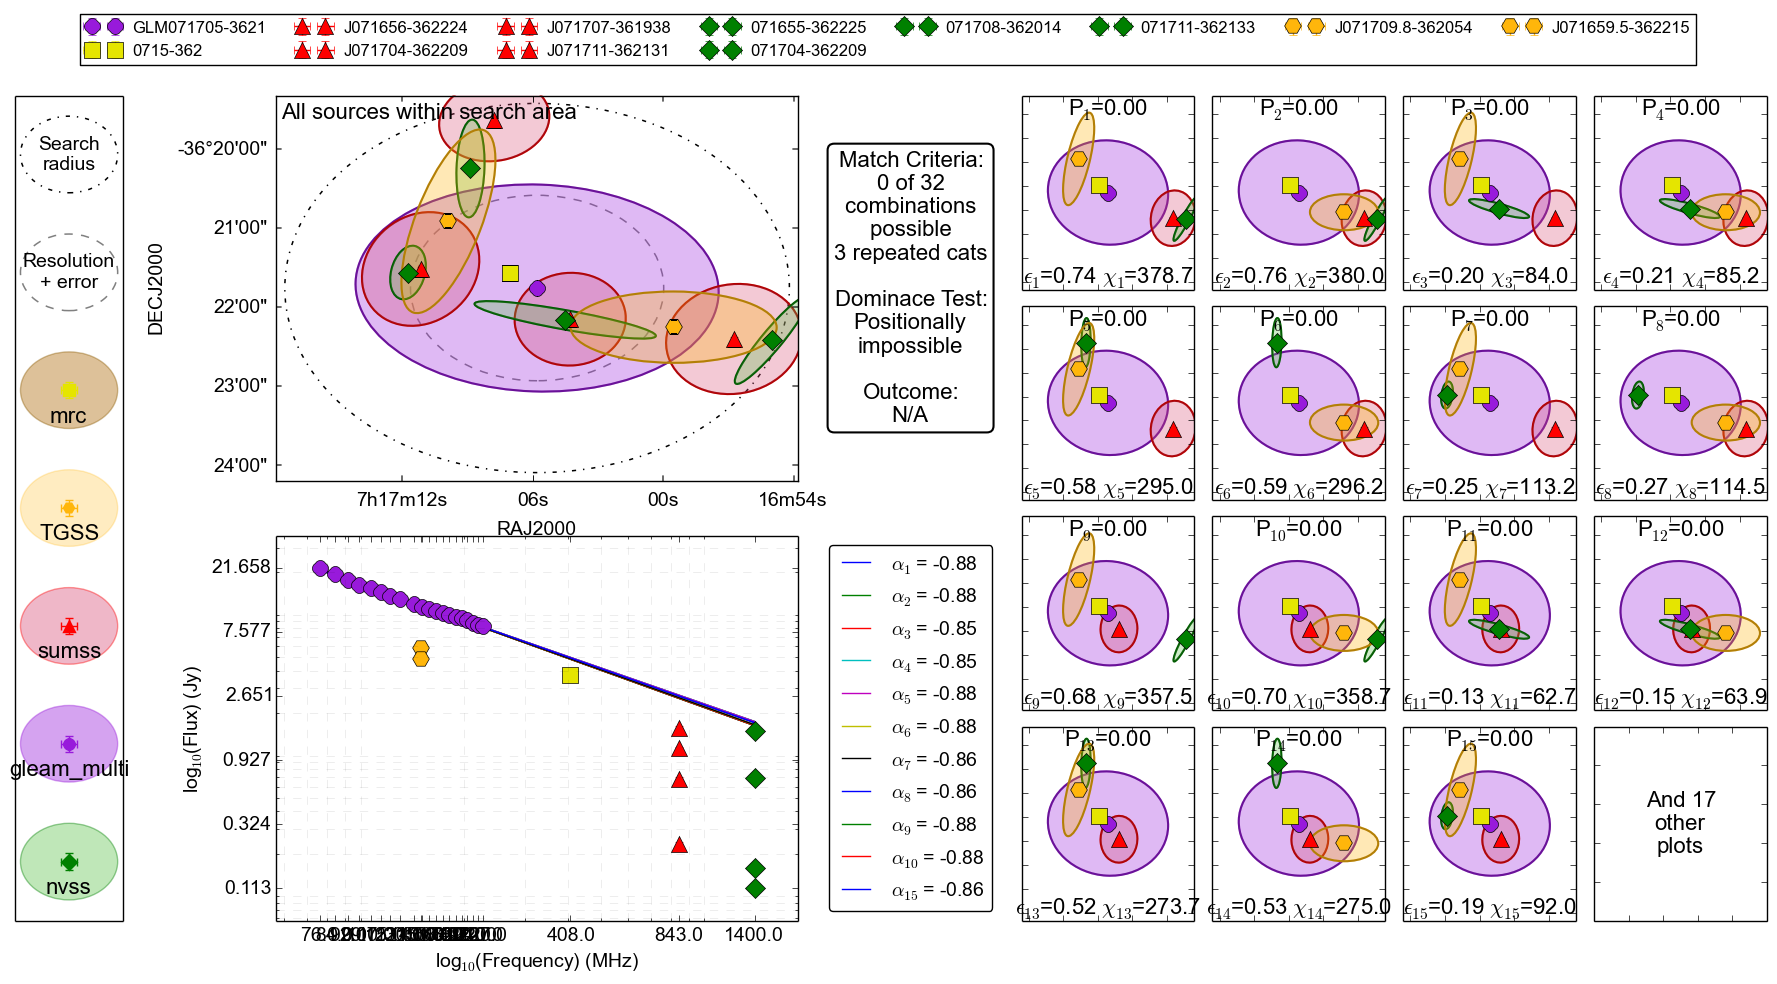 GLM071705-3621
J071656-362224
J071707-361938
071655-362225
071708-362014
071711-362133
J071709.8-362054
J071659.5-362215
0715-362
J071704-362209
J071711-362131
071704-362209
Search
radius
Resolution
+ error
mrc
TGSS
sumss
gleam_multi
nvss
All sources within search area
DECJ2000
-36°20'00"
21'00"
22'00"
23'00"
24'00"
7h17m12s
06s
00s
16m54s
RAJ2000
Match Criteria:
0 of 32
combinations
possible
3 repeated cats
Dominace Test:
Positionally
impossible
Outcome:
N/A
log10(Flux) (Jy)
21.658
7.577
2.651
0.927
0.324
0.113
408.0
843.0
1400.0
log10(Frequency) (MHz)
α1 = -0.88
α2 = -0.88
α3 = -0.85
α4 = -0.85
α5 = -0.88
α6 = -0.88
α7 = -0.86
α8 = -0.86
α9 = -0.88
α10 = -0.88
α15 = -0.86
P1=0.00
ϵ1=0.74 χ1=378.7
P2=0.00
ϵ2=0.76 χ2=380.0
P3=0.00
ϵ3=0.20 χ3=84.0
P4=0.00
ϵ4=0.21 χ4=85.2
P5=0.00
ϵ5=0.58 χ5=295.0
P6=0.00
ϵ6=0.59 χ6=296.2
P7=0.00
ϵ7=0.25 χ7=113.2
P8=0.00
ϵ8=0.27 χ8=114.5
P9=0.00
ϵ9=0.68 χ9=357.5
P10=0.00
ϵ10=0.70 χ10=358.7
P11=0.00
ϵ11=0.13 χ11=62.7
P12=0.00
ϵ12=0.15 χ12=63.9
P13=0.00
ϵ13=0.52 χ13=273.7
P14=0.00
ϵ14=0.53 χ14=275.0
P15=0.00
ϵ15=0.19 χ15=92.0
And 17
other
plots